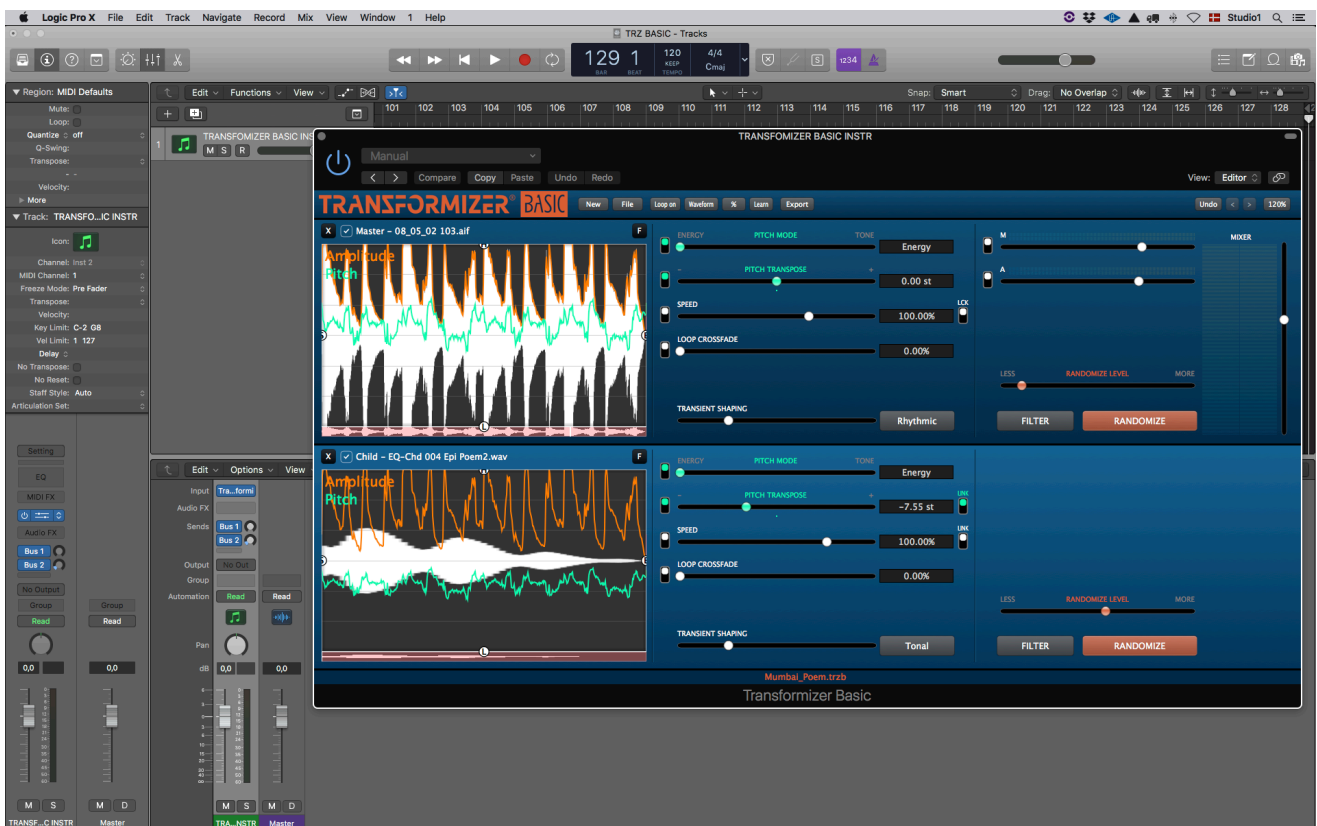 Logic Pro X File Edit Track Navigate Record Mix View Window 1 Help Studio1
TRZ BASIC - Tracks
129 1 120 4/4
KEEP Cmaj
BAR BEAT TEMPO
S 1234
Region: MIDI Defaults
Mute:
Loop:
Quantize off
Q-Swing:
Transpose:
- -
Velocity:
More
Track: TRANSFO...IC INSTR
Icon:
Channel: Inst 2
MIDI Channel: 1
Freeze Mode: Pre Fader
Transpose:
Velocity:
Key Limit: C-2 G8
Vel Limit: 1 127
Delay
No Transpose:
No Reset:
Staff Style: Auto
Articulation Set:
Edit Functions View Snap: Smart Drag: No Overlap
101 102 103 104 105 106 107 108 109 110 111 112 113 114 115 116 117 118 119 120 121 122 123 124 125 126 127 128
1 TRANSFOMIZER BASIC INS
M S R
TRANSFOMIZER BASIC INSTR
Manual
Compare Copy Paste Undo Redo View: Editor
TRANSFORMIZER® BASIC New File Loop on Waveform % Learn Export Undo < > 120%
X Master - 08_05_02 103.aif F
Amplitude
Pitch
L
ENERGY PITCH MODE TONE Energy
- PITCH TRANSPOSE + 0.00 st
SPEED 100.00% LCK
LOOP CROSSFADE 0.00%
TRANSIENT SHAPING Rhythmic
M
A
MIXER
LESS RANDOMIZE LEVEL MORE
FILTER RANDOMIZE
X Child - EQ-Chd 004 Epi Poem2.wav F
Amplitude
Pitch
L
ENERGY PITCH MODE TONE Energy
- PITCH TRANSPOSE + -7.55 st LNK
SPEED 100.00% LNK
LOOP CROSSFADE 0.00%
TRANSIENT SHAPING Tonal
LESS RANDOMIZE LEVEL MORE
FILTER RANDOMIZE
Mumbai_Poem.trzb
Transformizer Basic
Setting
EQ
MIDI FX
Audio FX
Bus 1
Bus 2
No Output
Group Group
Read Read
0,0 0,0
M S M D
TRANSF...C INSTR Master
Edit Options View
Input Tra...formi
Audio FX
Sends Bus 1
Bus 2
Output No Out
Group
Automation Read Read
Pan
dB 0,0 0,0
M S M D
TRA...NSTR Master